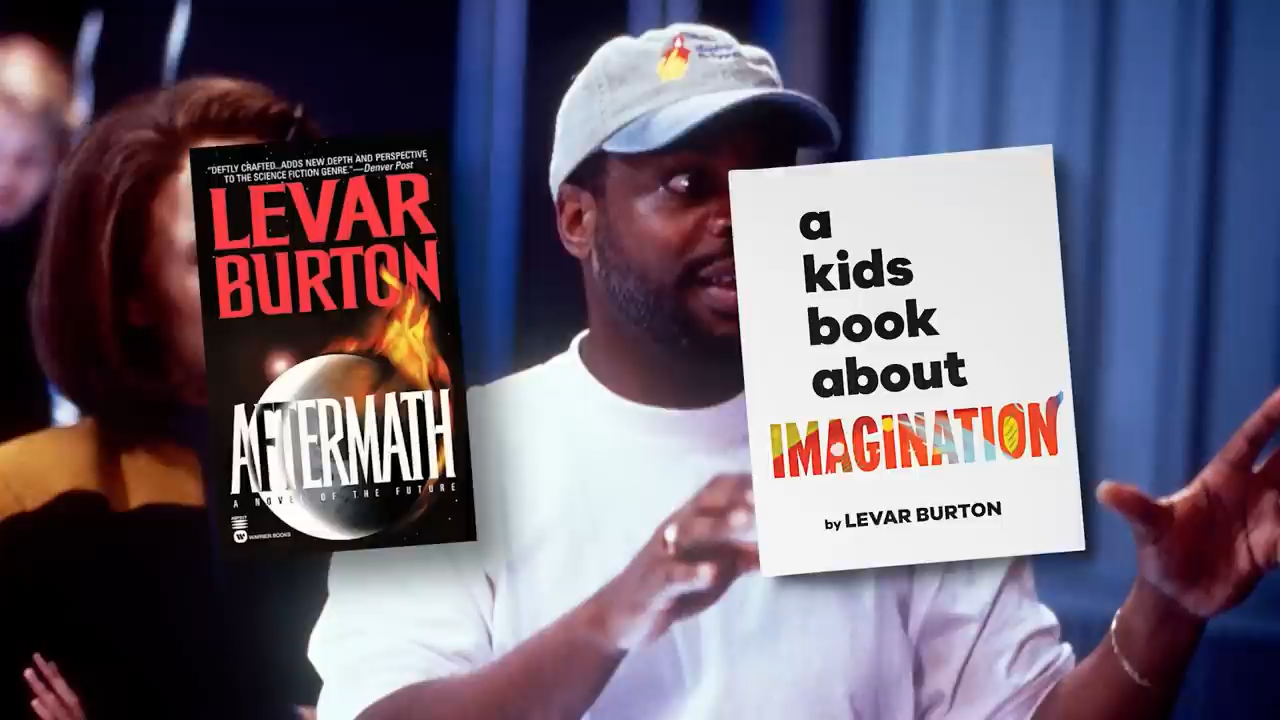 "DEFTLY CRAFTED...ADDS NEW DEPTH AND PERSPECTIVE
TO THE SCIENCE FICTION GENRE."—Denver Post
LEVAR
BURTON
AFTERMATH
A NOVEL OF THE FUTURE
ASPECT
WARNER BOOKS
a
kids
book
about
IMAGINATION
by LEVAR BURTON